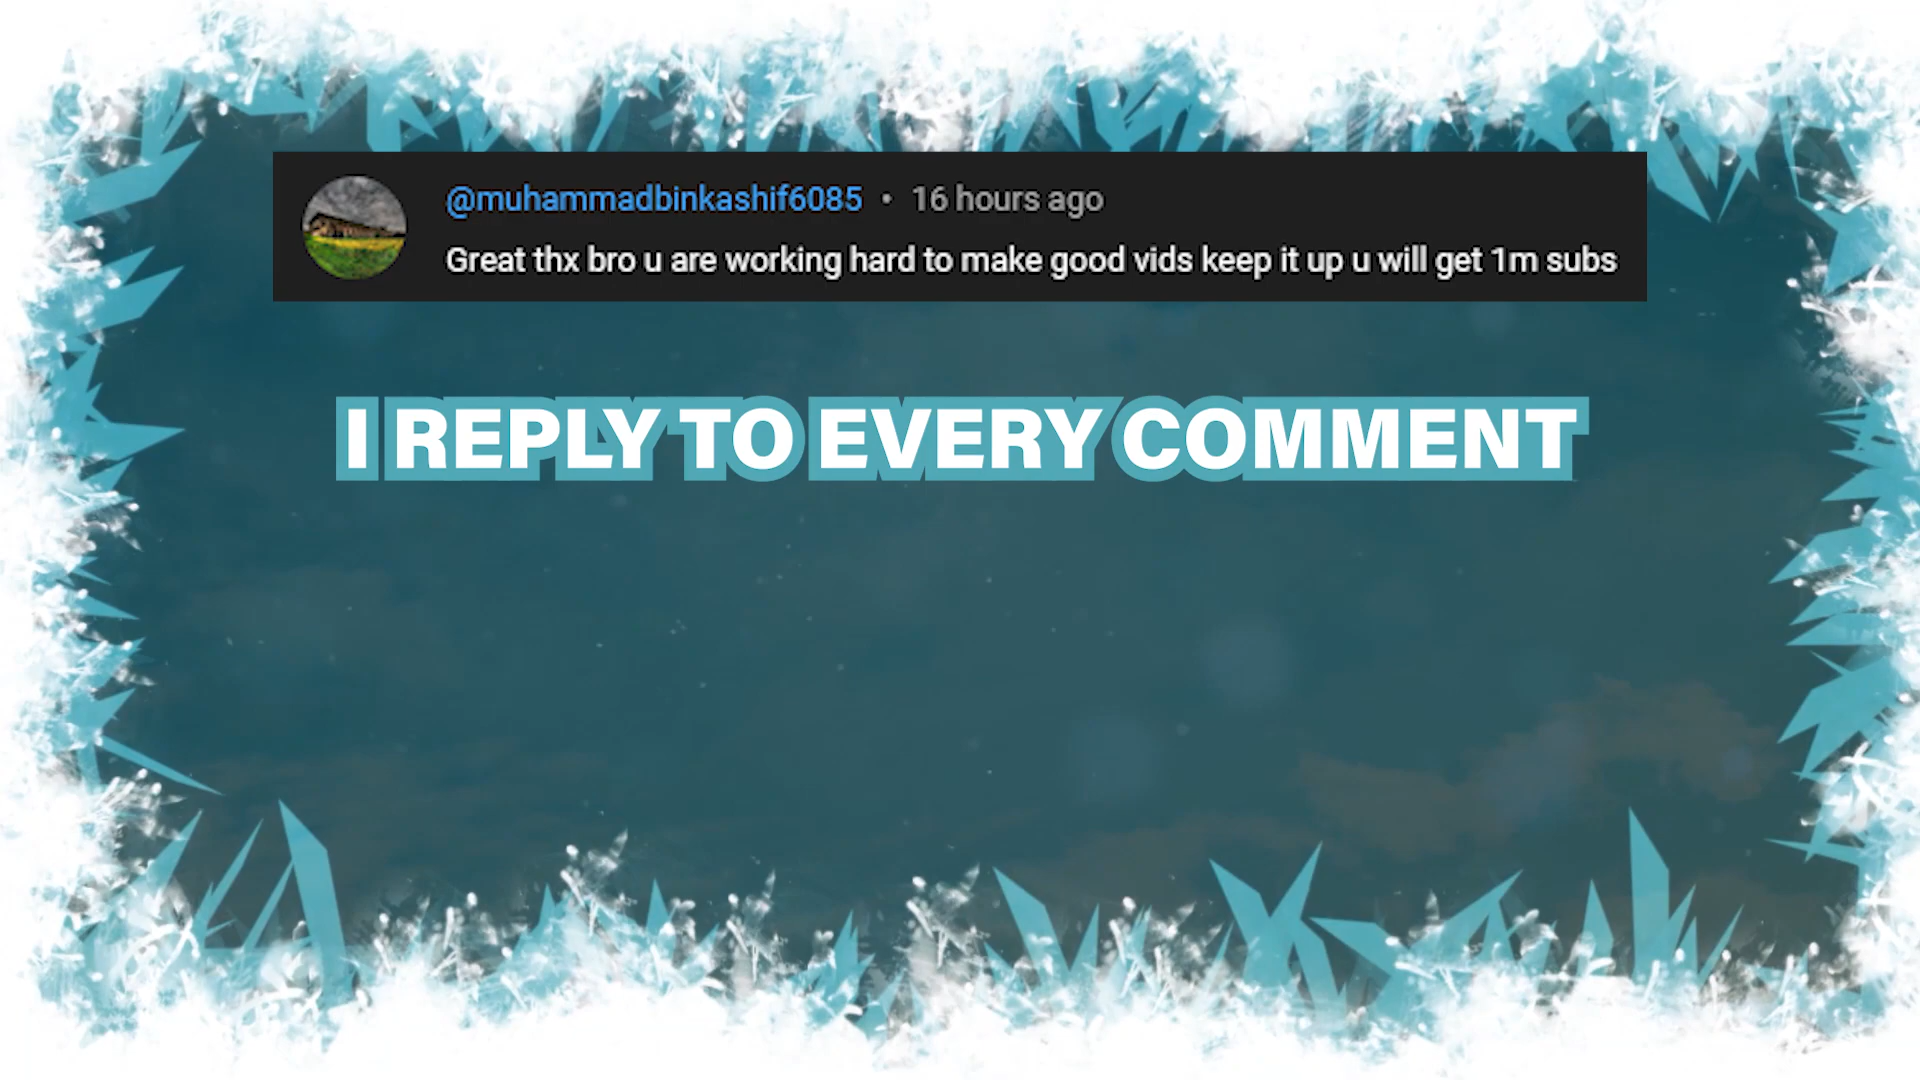 @muhammadbinkashif6085 • 16 hours ago
Great thx bro u are working hard to make good vids keep it up u will get 1m subs
I REPLY TO EVERY COMMENT